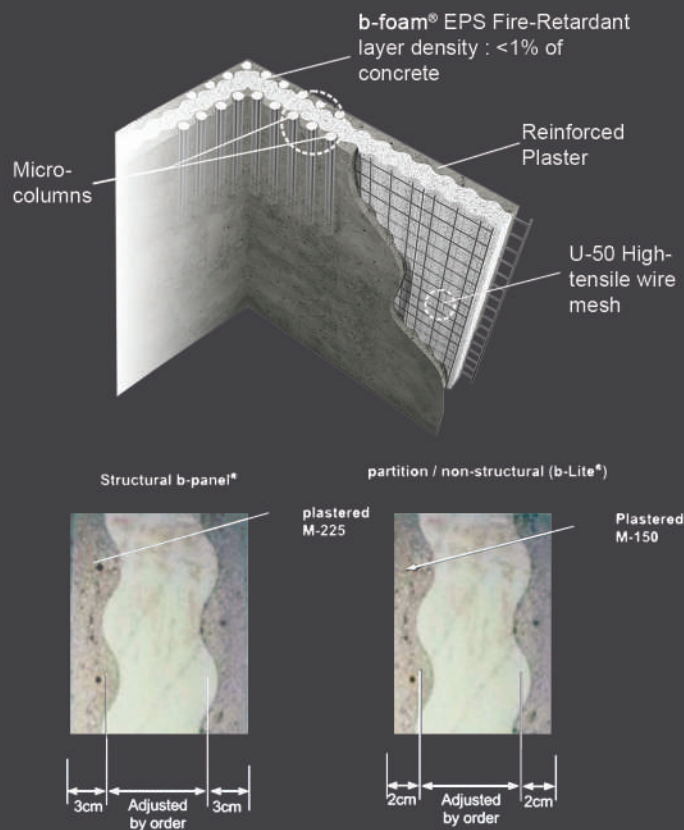 b-foam® EPS Fire-Retardant
layer density : <1% of
concrete
Reinforced
Plaster
Micro-
columns
U-50 High-
tensile wire
mesh
Structural b-panel®
partition / non-structural (b-Lite®)
plastered
M-225
Plastered
M-150
3cm
Adjusted
by order
3cm
2cm
Adjusted
by order
2cm